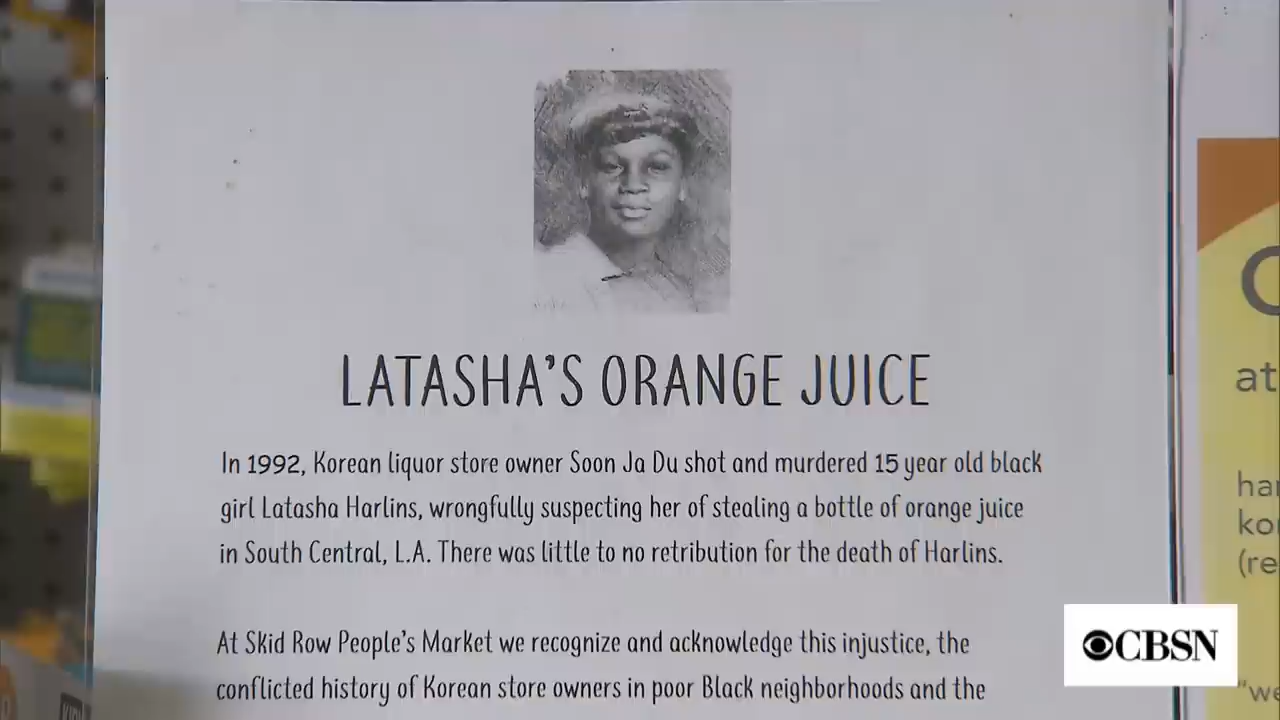 LATASHA'S ORANGE JUICE
In 1992, Korean liquor store owner Soon Ja Du shot and murdered 15 year old black
girl Latasha Harlins, wrongfully suspecting her of stealing a bottle of orange juice
in South Central, L.A. There was little to no retribution for the death of Harlins.
At Skid Row People's Market we recognize and acknowledge this injustice, the
conflicted history of Korean store owners in poor Black neighborhoods and the
at
CBSN